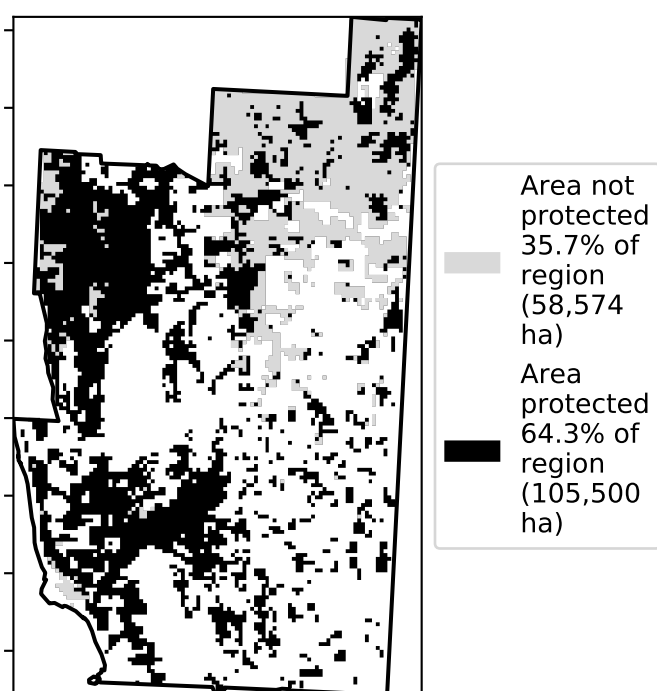 Area not
protected
35.7% of
region
(58,574
ha)
Area
protected
64.3% of
region
(105,500
ha)